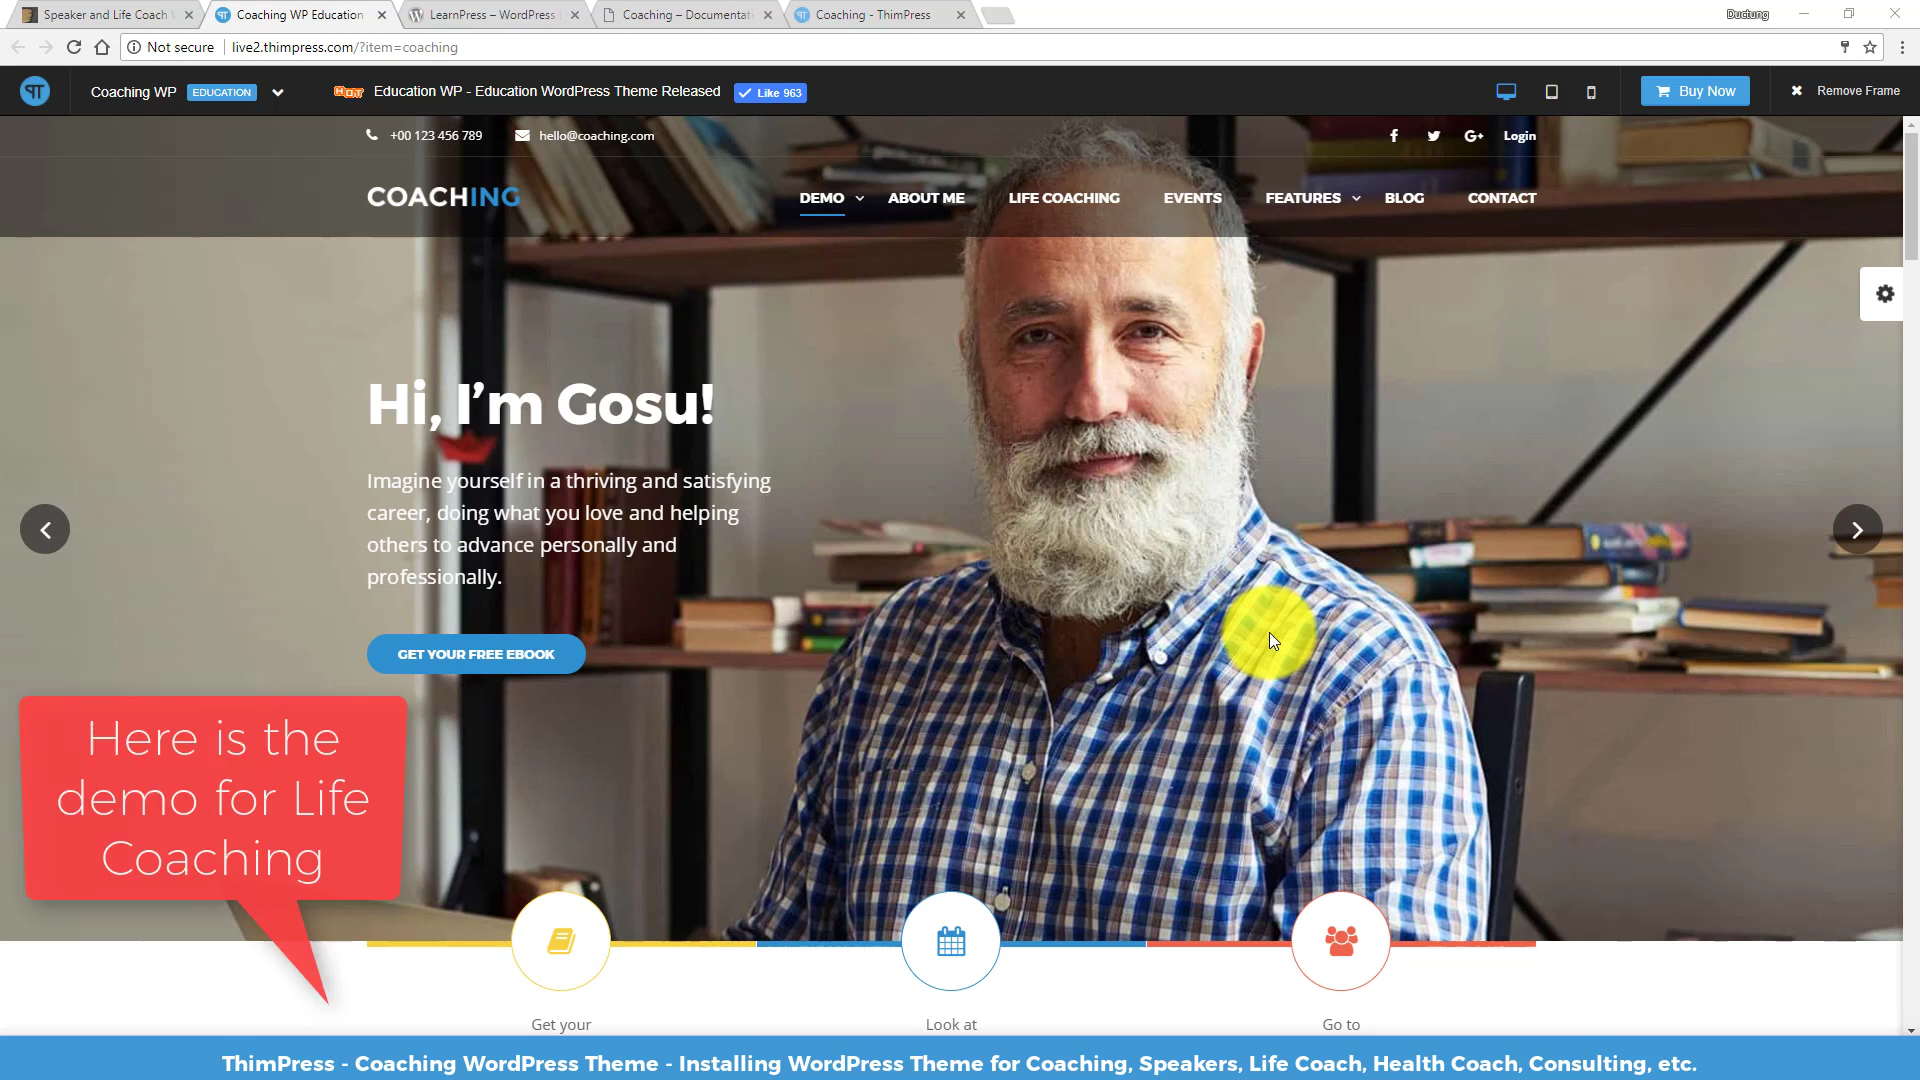 Speaker and Life Coach
Coaching WP Education
LearnPress – WordPress
Coaching – Documentat
Coaching - ThimPress
Ductung
Not secure
live2.thimpress.com/?item=coaching
Coaching WP
EDUCATION
HOT
Education WP - Education WordPress Theme Released
Like 963
Buy Now
Remove Frame
+00 123 456 789
hello@coaching.com
Login
COACHING
DEMO
ABOUT ME
LIFE COACHING
EVENTS
FEATURES
BLOG
CONTACT
Hi, I’m Gosu!
Imagine yourself in a thriving and satisfying
career, doing what you love and helping
others to advance personally and
professionally.
GET YOUR FREE EBOOK
Here is the
demo for Life
Coaching
Get your
Look at
Go to
ThimPress - Coaching WordPress Theme - Installing WordPress Theme for Coaching, Speakers, Life Coach, Health Coach, Consulting, etc.